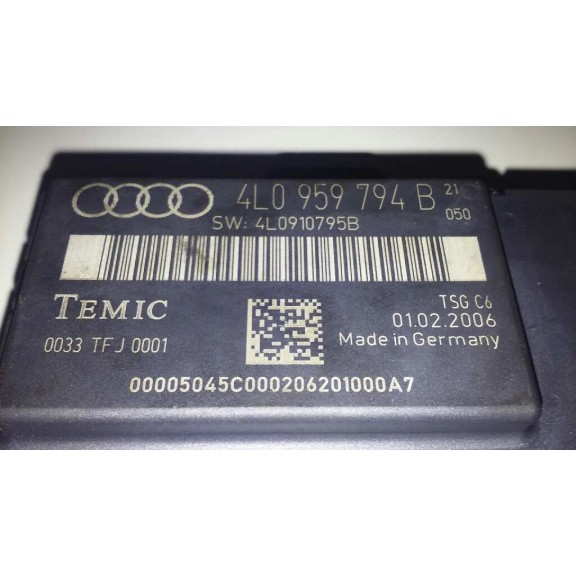 4L0 959 794 B 21
050
SW: 4L0910795B
TEMIC
TSG C6
01.02.2006
0033 TFJ 0001
Made in Germany
00005045C000206201000A7